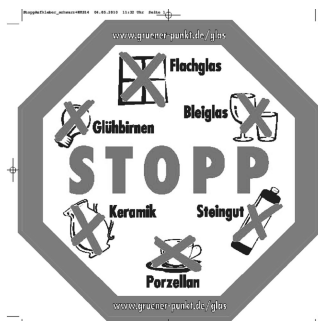 www.gruener-punkt.de/glas
Flachglas
Bleiglas
Glühbirnen
STOPP
Keramik
Steingut
Porzellan
www.gruener-punkt.de/glas